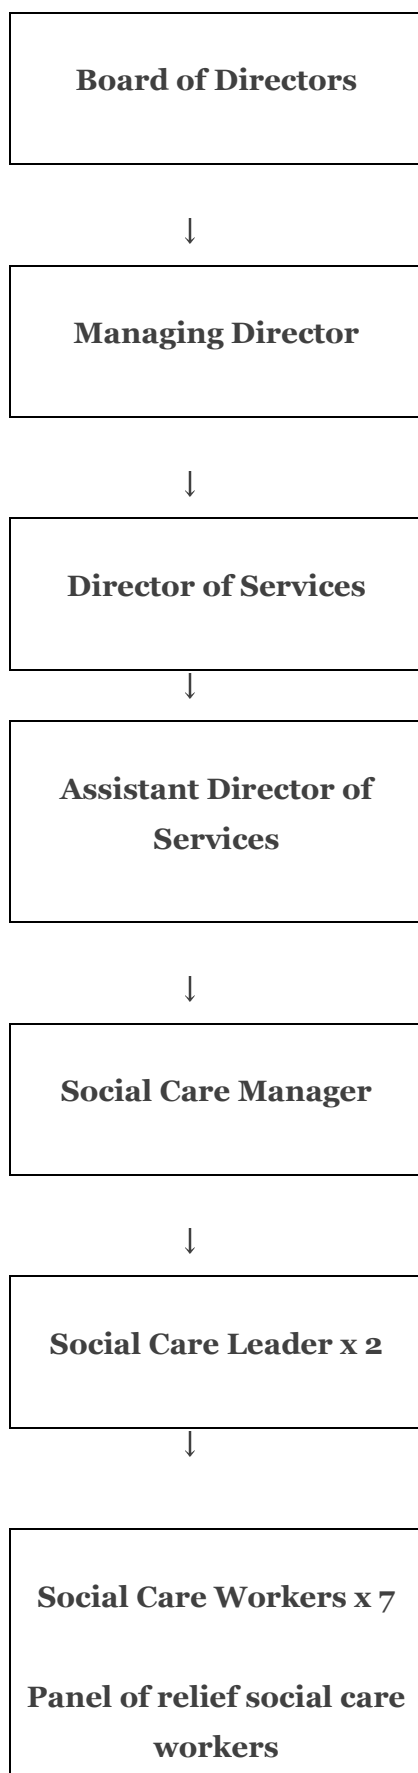 Board of Directors
↓
Managing Director
↓
Director of Services
↓
Assistant Director of
Services
↓
Social Care Manager
↓
Social Care Leader x 2
↓
Social Care Workers x 7
Panel of relief social care
workers